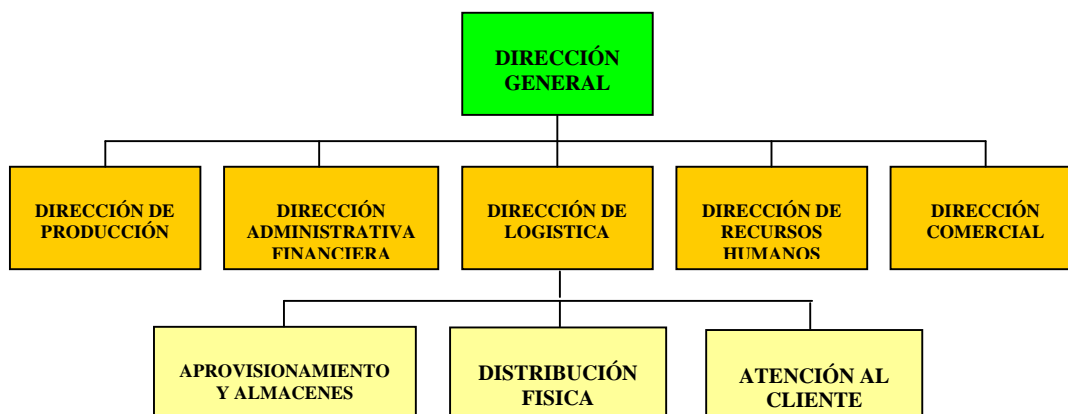 DIRECCIÓN
GENERAL
DIRECCIÓN DE
PRODUCCIÓN
DIRECCIÓN
ADMINISTRATIVA
FINANCIERA
DIRECCIÓN DE
LOGISTICA
DIRECCIÓN DE
RECURSOS
HUMANOS
DIRECCIÓN
COMERCIAL
APROVISIONAMIENTO
Y ALMACENES
DISTRIBUCIÓN
FISICA
ATENCIÓN AL
CLIENTE